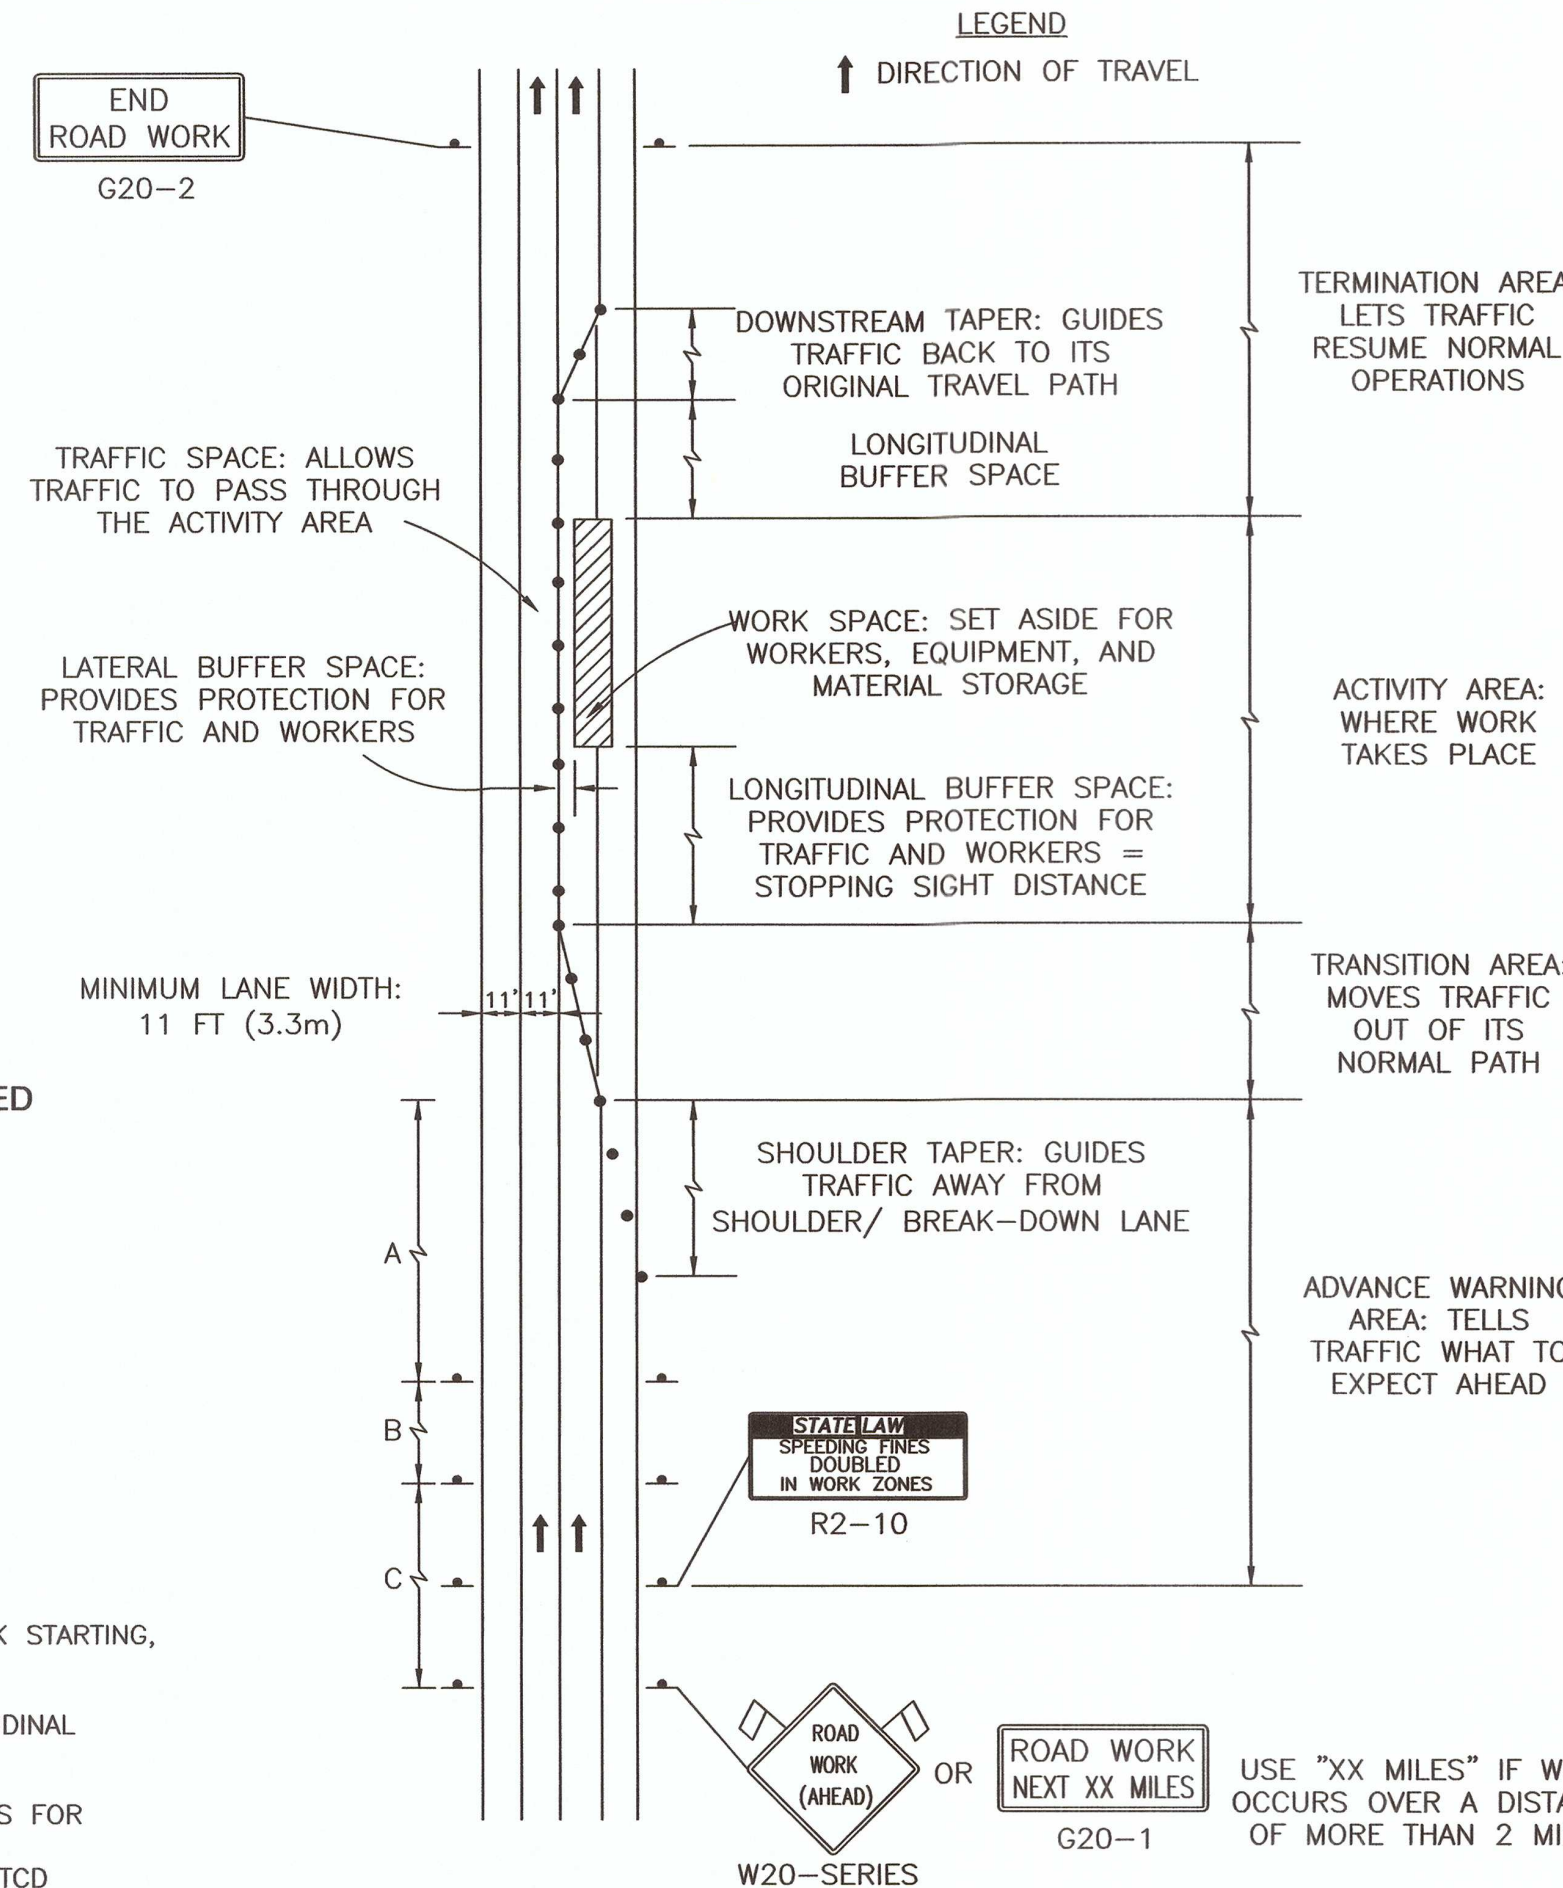 LEGEND
DIRECTION OF TRAVEL
END
ROAD WORK
G20-2
TERMINATION AREA
LETS TRAFFIC
RESUME NORMAL
OPERATIONS
DOWNSTREAM TAPER: GUIDES
TRAFFIC BACK TO ITS
ORIGINAL TRAVEL PATH
LONGITUDINAL
BUFFER SPACE
TRAFFIC SPACE: ALLOWS
TRAFFIC TO PASS THROUGH
THE ACTIVITY AREA
WORK SPACE: SET ASIDE FOR
WORKERS, EQUIPMENT, AND
MATERIAL STORAGE
LATERAL BUFFER SPACE:
PROVIDES PROTECTION FOR
TRAFFIC AND WORKERS
ACTIVITY AREA:
WHERE WORK
TAKES PLACE
LONGITUDINAL BUFFER SPACE:
PROVIDES PROTECTION FOR
TRAFFIC AND WORKERS =
STOPPING SIGHT DISTANCE
MINIMUM LANE WIDTH:
11 FT (3.3m)
11' 11'
TRANSITION AREA:
MOVES TRAFFIC
OUT OF ITS
NORMAL PATH
ED
SHOULDER TAPER: GUIDES
TRAFFIC AWAY FROM
SHOULDER/ BREAK-DOWN LANE
A
ADVANCE WARNING
AREA: TELLS
TRAFFIC WHAT TO
EXPECT AHEAD
B
STATE LAW
SPEEDING FINES
DOUBLED
IN WORK ZONES
R2-10
C
K STARTING,
DINAL
S FOR
TCD
ROAD
WORK
(AHEAD)
W20-SERIES
OR
ROAD WORK
NEXT XX MILES
G20-1
USE "XX MILES" IF W
OCCURS OVER A DISTA
OF MORE THAN 2 MI